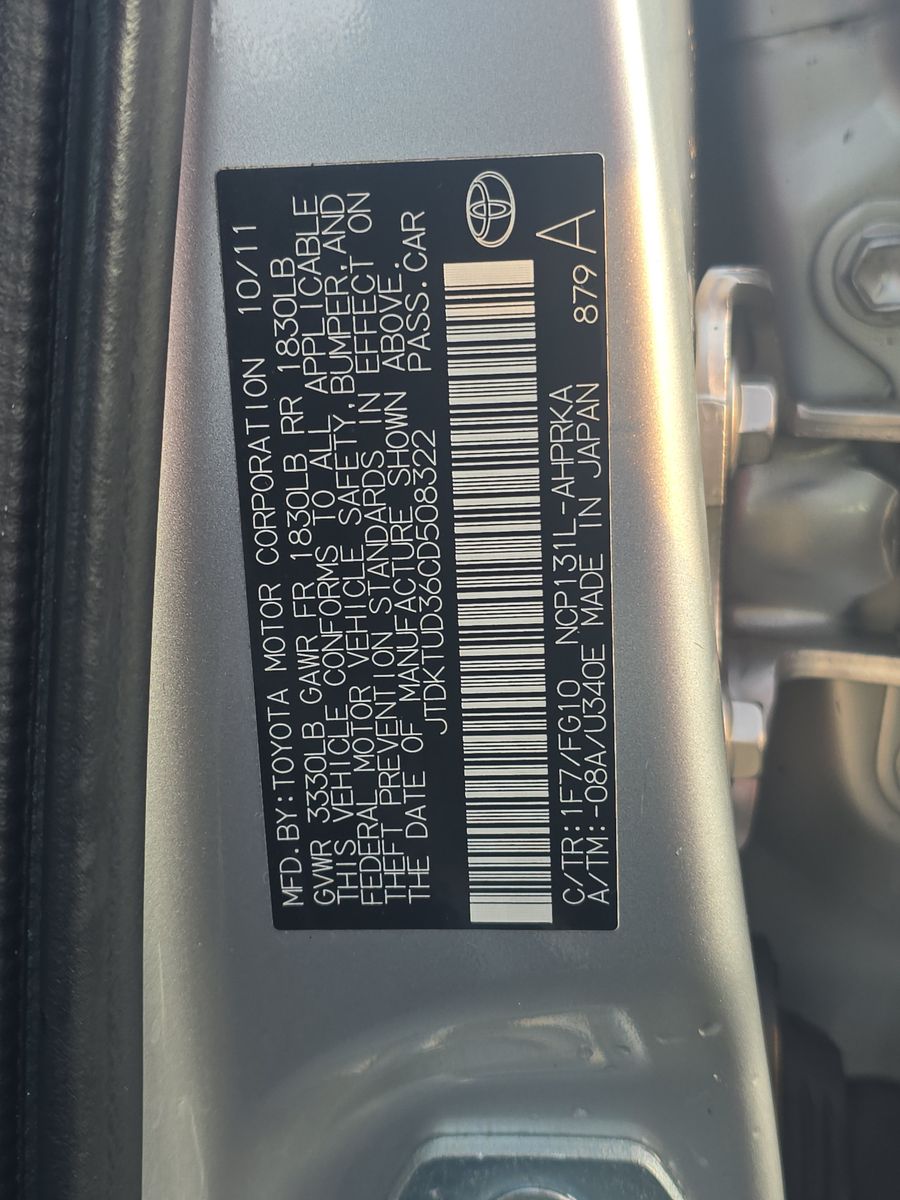 MFD.BY:TOYOTA MOTOR CORPORATION 10/11
GVWR 3330LB GAWR FR 1830LB RR 1830LB
THIS VEHICLE CONFORMS TO ALL APPLICABLE
FEDERAL MOTOR VEHICLE SAFETY,BUMPER,AND
THEFT PREVENTION STANDARDS IN EFFECT ON
THE DATE OF MANUFACTURE SHOWN ABOVE.
JTDKTUD36CD508322 PASS.CAR
C/TR:1F7/FG10 NCP131L-AHPRKA 879 A
A/TM:-08A/U340E MADE IN JAPAN